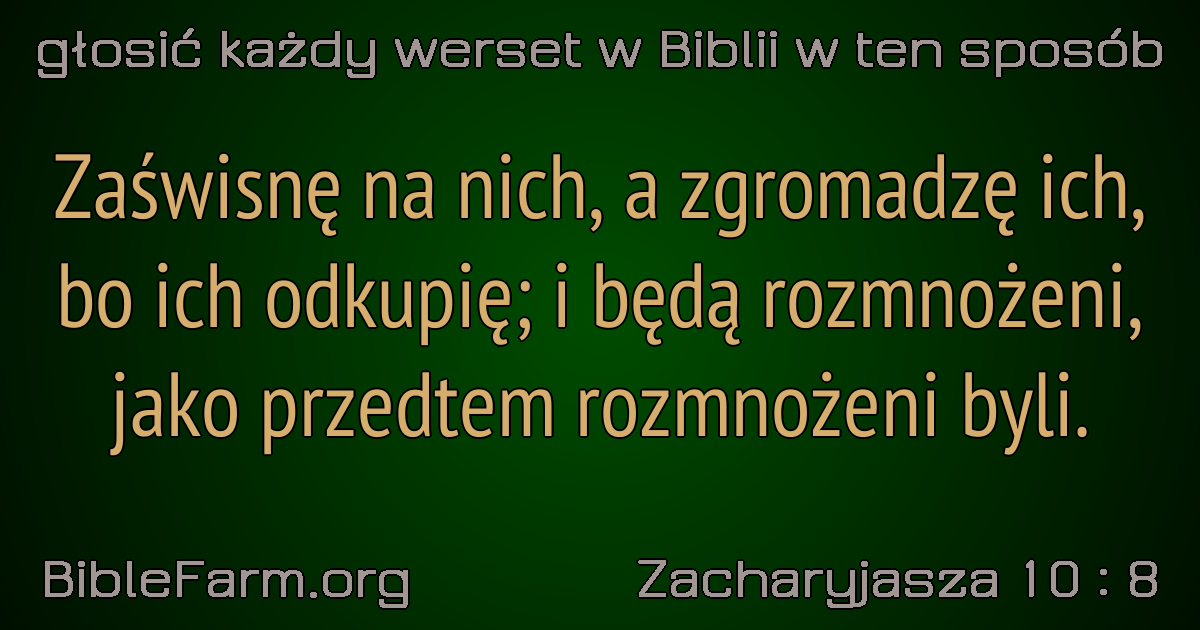 głosić każdy werset w Biblii w ten sposób
Zaświsnę na nich, a zgromadzę ich,
bo ich odkupię; i będą rozmnożeni,
jako przedtem rozmnożeni byli.
BibleFarm.org
Zacharyjasza 10 : 8